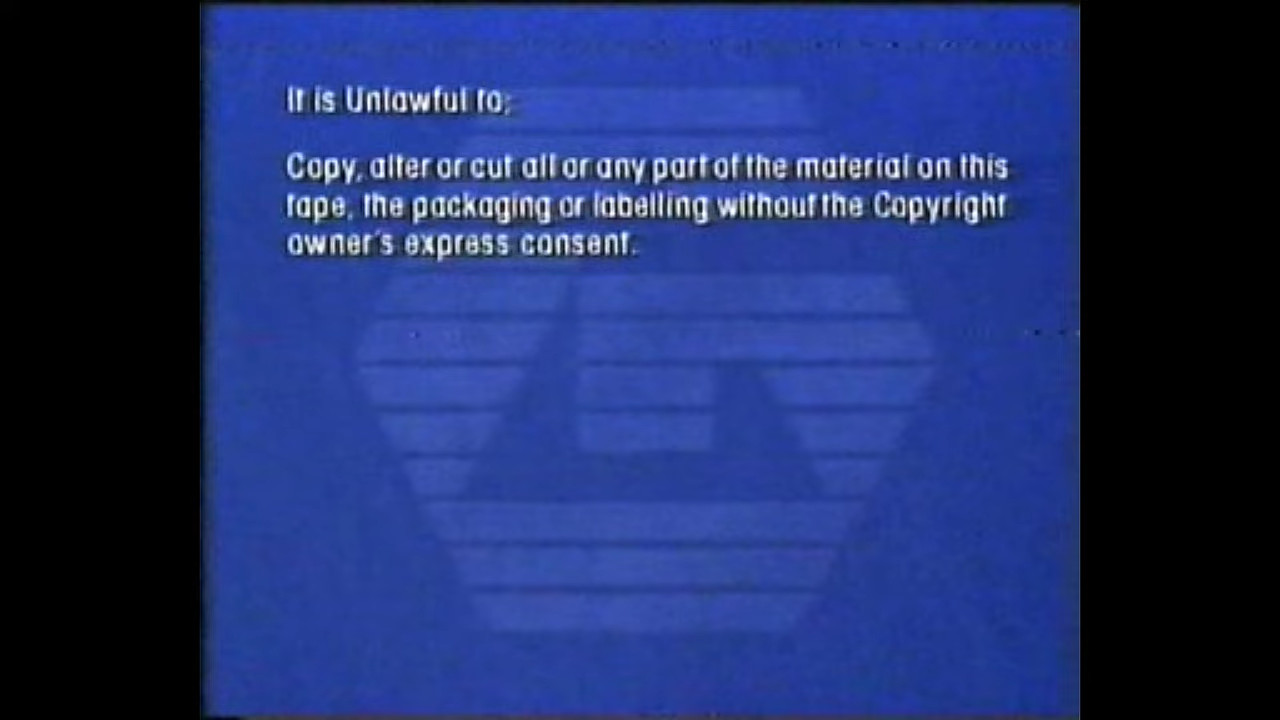 It is Unlawful to;
Copy, alter or cut all or any part of the material on this
tape, the packaging or labelling without the Copyright
owner's express consent.